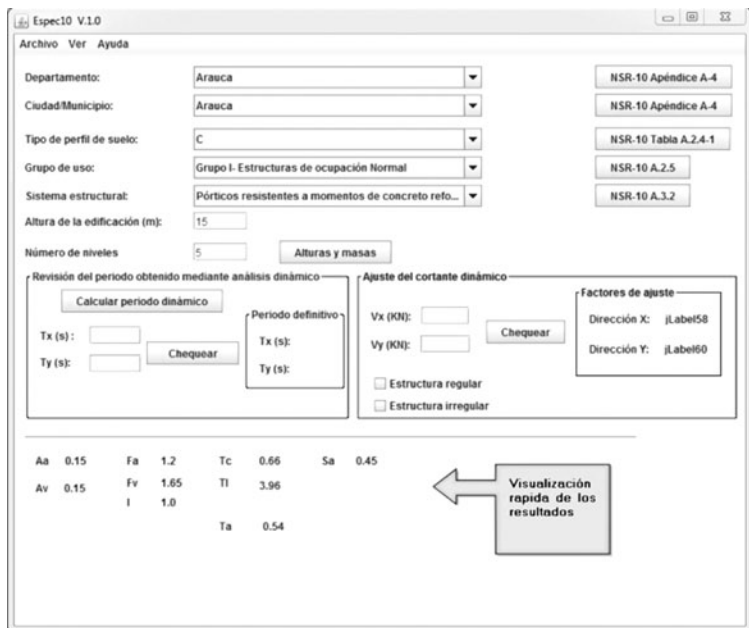 Espec10 V.1.0
Archivo Ver Ayuda
Departamento: Arauca NSR-10 Apéndice A-4
Ciudad/Municipio: Arauca NSR-10 Apéndice A-4
Tipo de perfil de suelo: C NSR-10 Tabla A.2.4-1
Grupo de uso: Grupo I- Estructuras de ocupación Normal NSR-10 A.2.5
Sistema estructural: Pórticos resistentes a momentos de concreto refo... NSR-10 A.3.2
Altura de la edificación (m): 15
Número de niveles 5 Alturas y masas
Revisión del periodo obtenido mediante análisis dinámico
Calcular periodo dinámico
Tx (s) :
Ty (s):
Chequear
Periodo definitivo
Tx (s):
Ty (s):
Ajuste del cortante dinámico
Vx (KN):
Vy (KN):
Chequear
Estructura regular
Estructura irregular
Factores de ajuste
Dirección X: jLabel58
Dirección Y: jLabel60
Aa 0.15 Fa 1.2 Tc 0.66 Sa 0.45
Av 0.15 Fv 1.65 Tl 3.96
I 1.0
Ta 0.54
Visualización
rapida de los
resultados